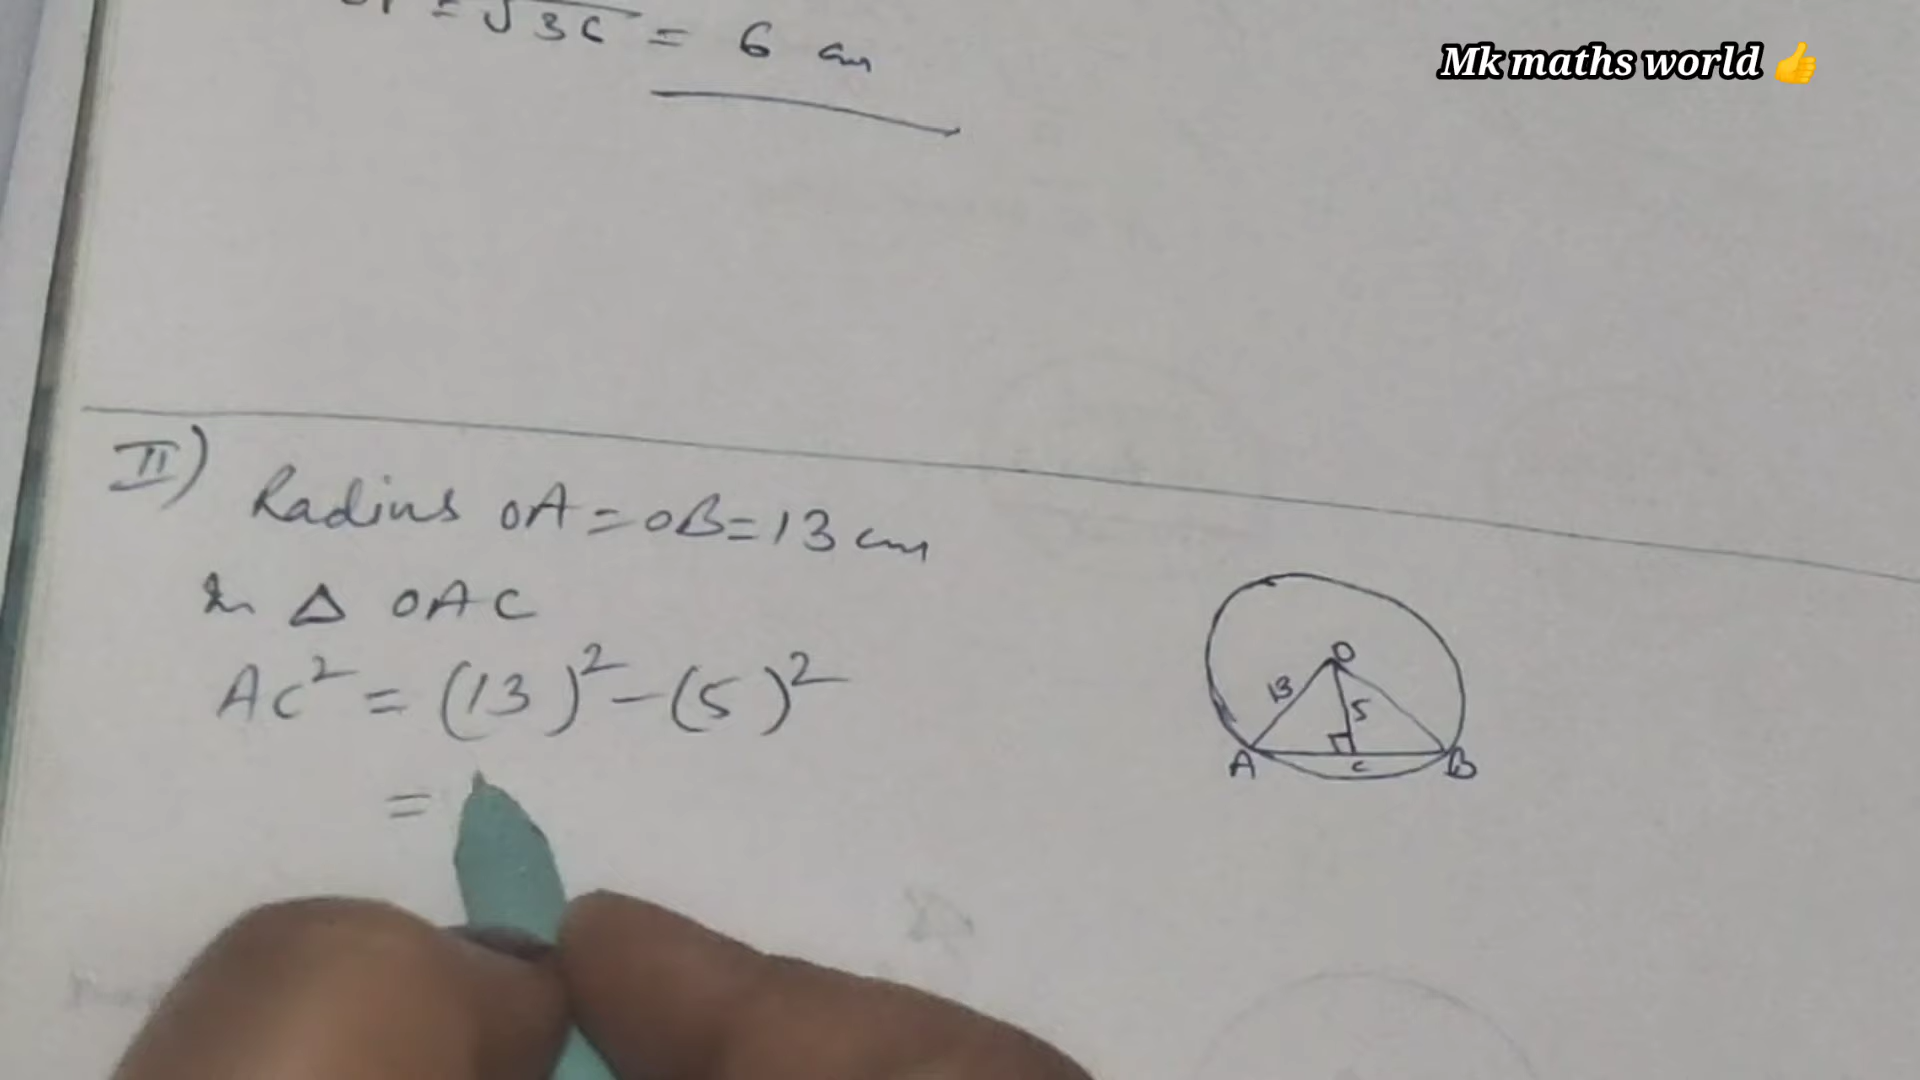 = √36 = 6 cm
Mk maths world 👍
II) Radius OA = OB = 13 cm
In △ OAC
AC² = (13)² - (5)²
=
O
13
5
A
C
B